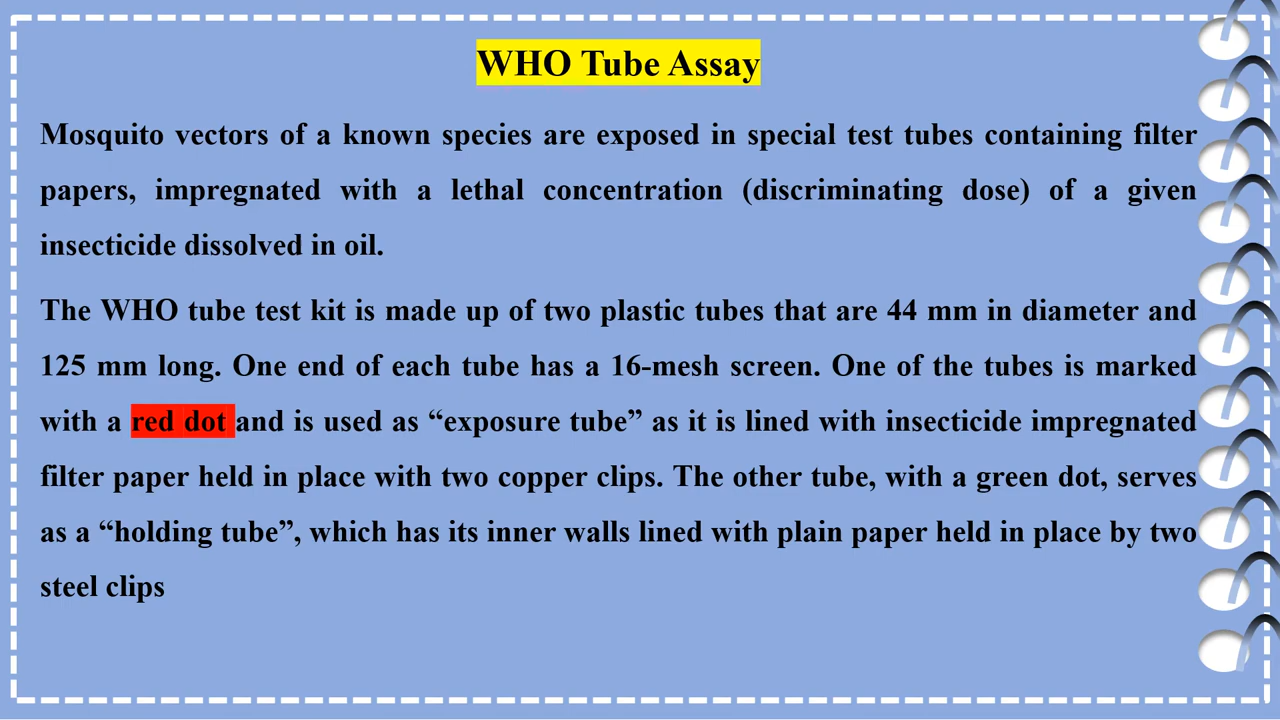 WHO Tube Assay
Mosquito vectors of a known species are exposed in special test tubes containing filter
papers, impregnated with a lethal concentration (discriminating dose) of a given
insecticide dissolved in oil.
The WHO tube test kit is made up of two plastic tubes that are 44 mm in diameter and
125 mm long. One end of each tube has a 16-mesh screen. One of the tubes is marked
with a red dot and is used as “exposure tube” as it is lined with insecticide impregnated
filter paper held in place with two copper clips. The other tube, with a green dot, serves
as a “holding tube”, which has its inner walls lined with plain paper held in place by two
steel clips